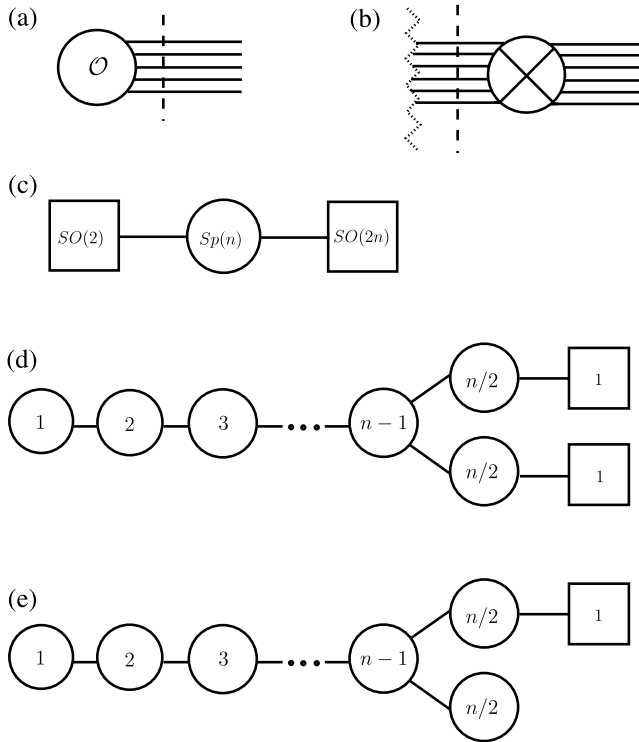 (a) (b)
𝒪
(c)
SO(2) Sp(n) SO(2n)
(d)
n/2 1
1 2 3 ... n − 1
n/2 1
(e)
n/2 1
1 2 3 ... n − 1
n/2